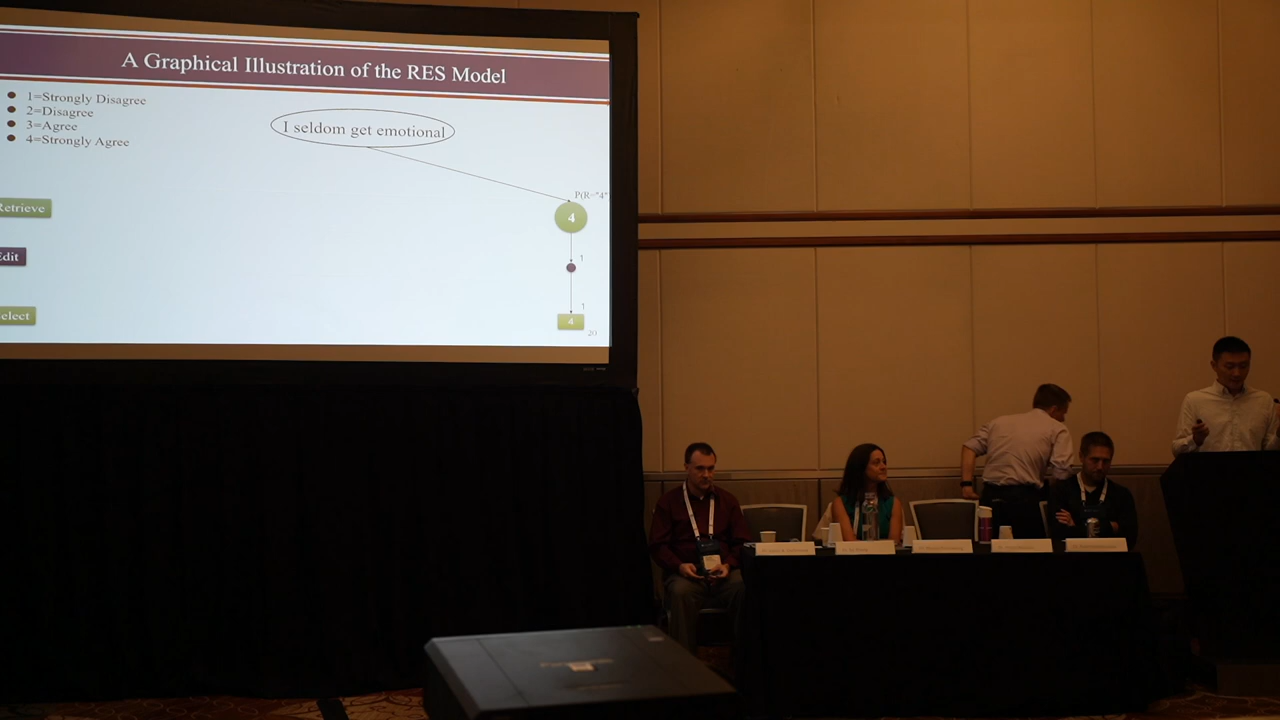 A Graphical Illustration of the RES Model
1=Strongly Disagree
2=Disagree
3=Agree
4=Strongly Agree
I seldom get emotional
P(R="4"
Retrieve
4
Edit
1
1
elect
4
20